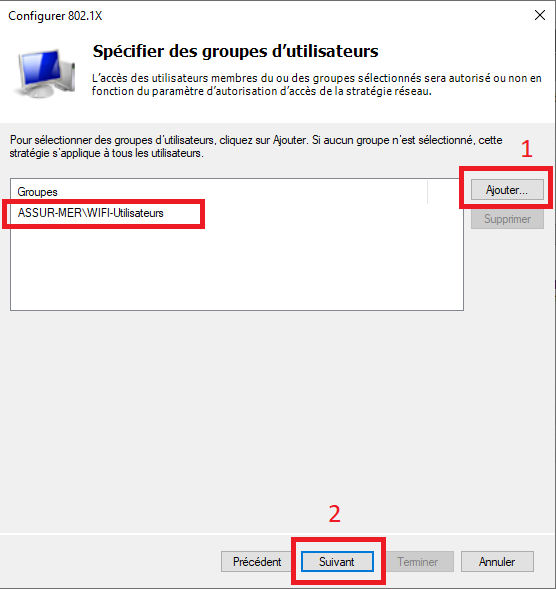 Configurer 802.1X
Spécifier des groupes d'utilisateurs
L'accès des utilisateurs membres du ou des groupes sélectionnés sera autorisé ou non en
fonction du paramètre d'autorisation d'accès de la stratégie réseau.
Pour sélectionner des groupes d'utilisateurs, cliquez sur Ajouter. Si aucun groupe n'est sélectionné, cette
stratégie s'applique à tous les utilisateurs.
1
Groupes
Ajouter...
ASSUR-MER\WIFI-Utilisateurs
Supprimer
2
Précédent
Suivant
Terminer
Annuler